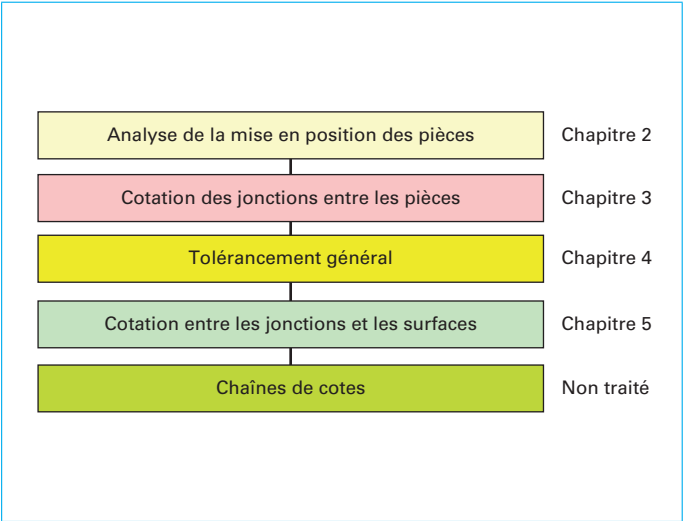 Analyse de la mise en position des pièces Chapitre 2
Cotation des jonctions entre les pièces Chapitre 3
Tolérancement général Chapitre 4
Cotation entre les jonctions et les surfaces Chapitre 5
Chaînes de cotes Non traité